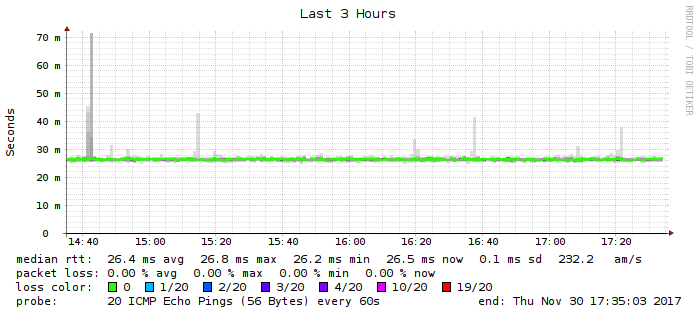 Last 3 Hours
RRDTOOL / TOBI OETIKER
Seconds
70 m
60 m
50 m
40 m
30 m
20 m
10 m
0
14:40 15:00 15:20 15:40 16:00 16:20 16:40 17:00 17:20
median rtt: 26.4 ms avg 26.8 ms max 26.2 ms min 26.5 ms now 0.1 ms sd 232.2 am/s
packet loss: 0.00 % avg 0.00 % max 0.00 % min 0.00 % now
loss color: 0 1/20 2/20 3/20 4/20 10/20 19/20
probe: 20 ICMP Echo Pings (56 Bytes) every 60s end: Thu Nov 30 17:35:03 2017